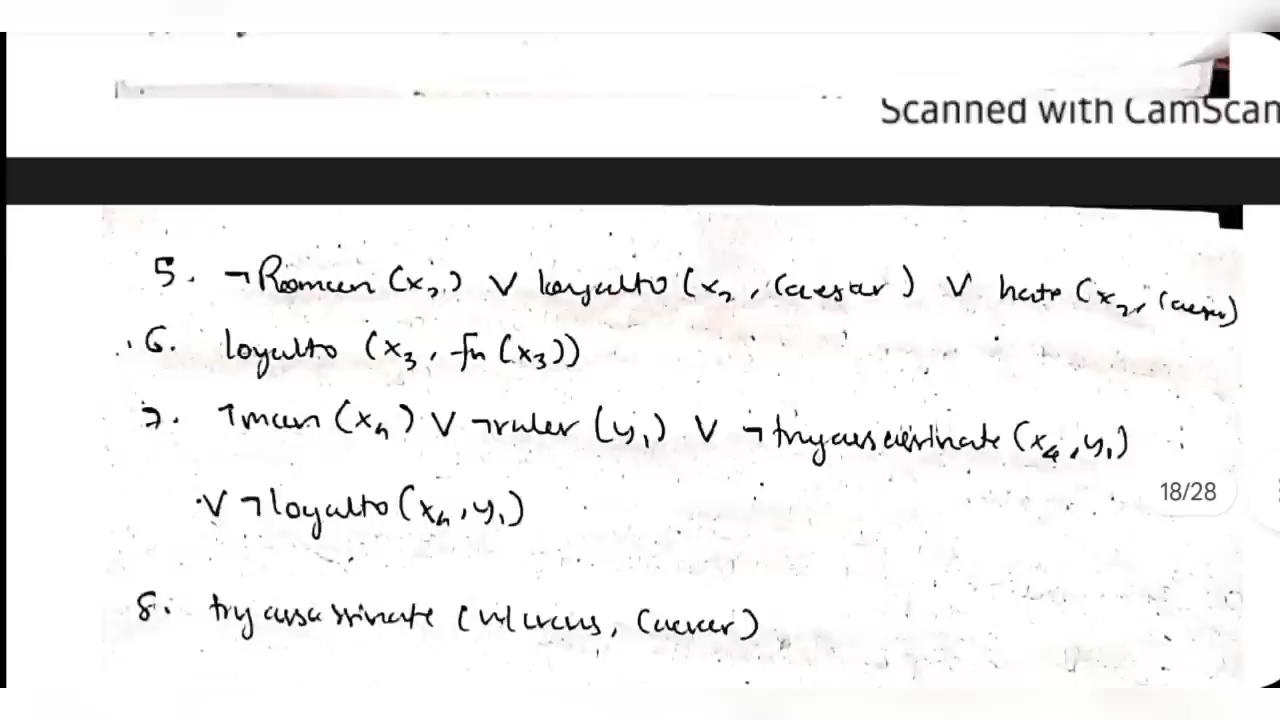 Scanned with CamScan
5. ¬Rooman (x₂) V loyalto (x₂, Caesar) V hate (x₂, Caesar)
6. loyalto (x₃, fn (x₃))
7. ¬man (x₄) V ¬ruler (y₁) V ¬tryassassinate (x₄, y₁)
V ¬loyalto (x₄, y₁)
18/28
8. tryassassinate (Marcus, Caesar)